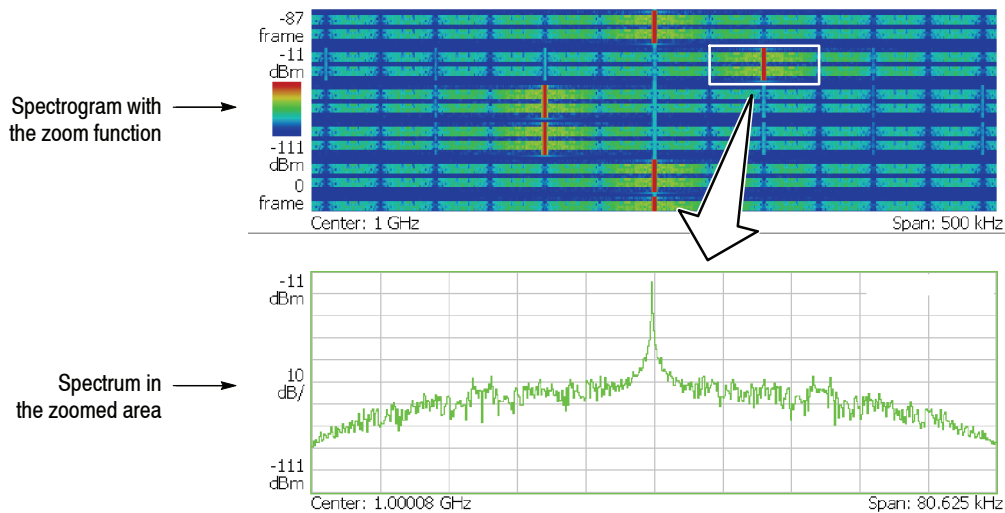 -87
frame
-11
dBm
Spectrogram with
the zoom function
-111
dBm
0
frame
Center: 1 GHz
Span: 500 kHz
-11
dBm
10
dB/
Spectrum in
the zoomed area
-111
dBm
Center: 1.00008 GHz
Span: 80.625 kHz